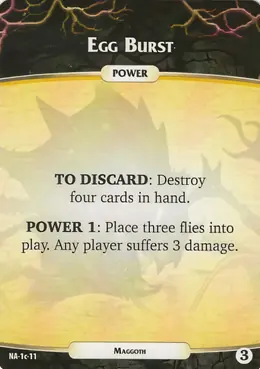 Egg Burst
POWER
TO DISCARD: Destroy
four cards in hand.
POWER 1: Place three flies into
play. Any player suffers 3 damage.
NA-1c-11
Maggoth
3